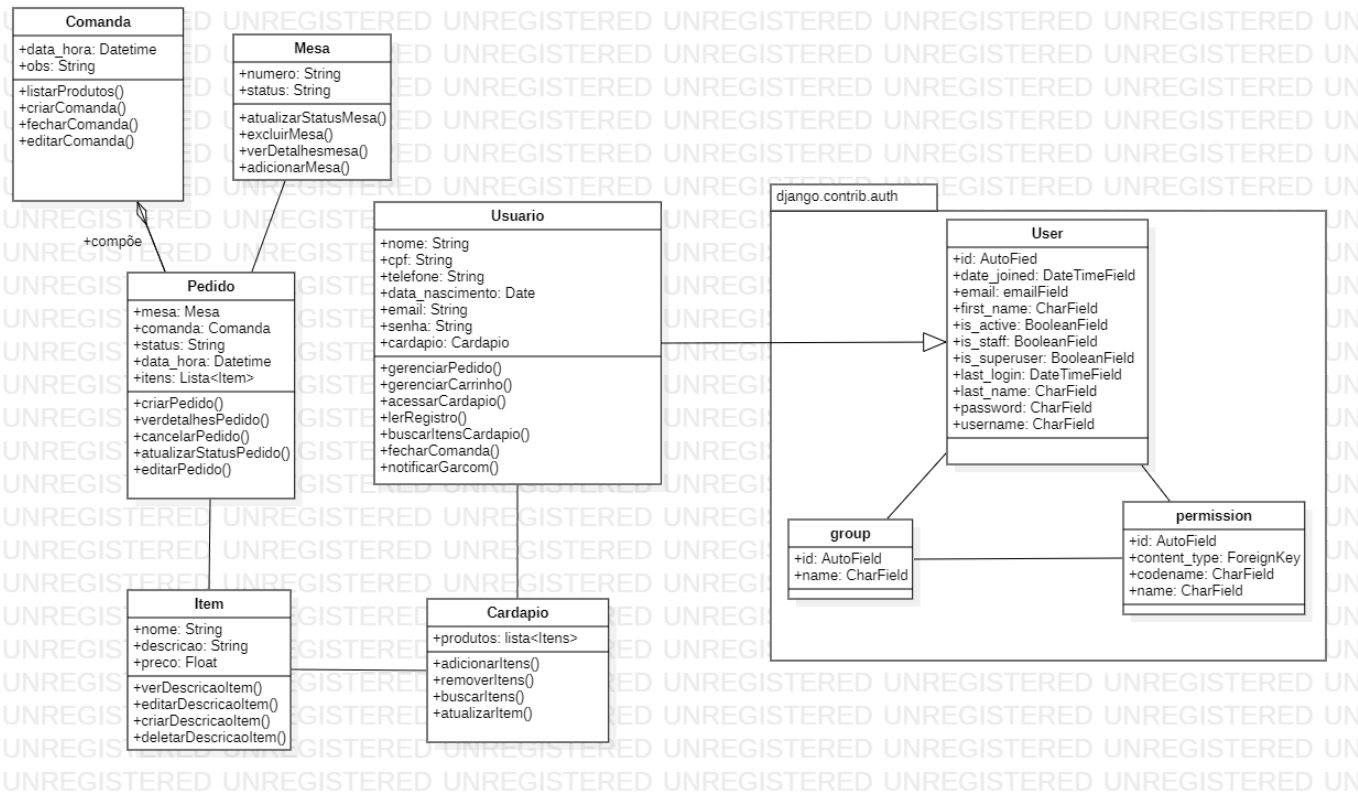 Comanda
+data_hora: Datetime
+obs: String
+listarProdutos()
+criarComanda()
+fecharComanda()
+editarComanda()
Mesa
+numero: String
+status: String
+atualizarStatusMesa()
+excluirMesa()
+verDetalhesmesa()
+adicionarMesa()
+compõe
Pedido
+mesa: Mesa
+comanda: Comanda
+status: String
+data_hora: Datetime
+itens: Lista<Item>
+criarPedido()
+verdetalhesPedido()
+cancelarPedido()
+atualizarStatusPedido()
+editarPedido()
Usuario
+nome: String
+cpf: String
+telefone: String
+data_nascimento: Date
+email: String
+senha: String
+cardapio: Cardapio
+gerenciarPedido()
+gerenciarCarrinho()
+acessarCardapio()
+lerRegistro()
+buscarItensCardapio()
+fecharComanda()
+notificarGarcom()
Item
+nome: String
+descricao: String
+preco: Float
+verDescricaoItem()
+editarDescricaoItem()
+criarDescricaoItem()
+deletarDescricaoItem()
Cardapio
+produtos: lista<Itens>
+adicionarItens()
+removerItens()
+buscarItens()
+atualizarItem()
django.contrib.auth
User
+id: AutoFied
+date_joined: DateTimeField
+email: emailField
+first_name: CharField
+is_active: BooleanField
+is_staff: BooleanField
+is_superuser: BooleanField
+last_login: DateTimeField
+last_name: CharField
+password: CharField
+username: CharField
group
+id: AutoField
+name: CharField
permission
+id: AutoField
+content_type: ForeignKey
+codename: CharField
+name: CharField
UNREGISTERED UNREGISTERED UNREGISTERED UNREGISTERED UNREGISTERED UNREGISTERED